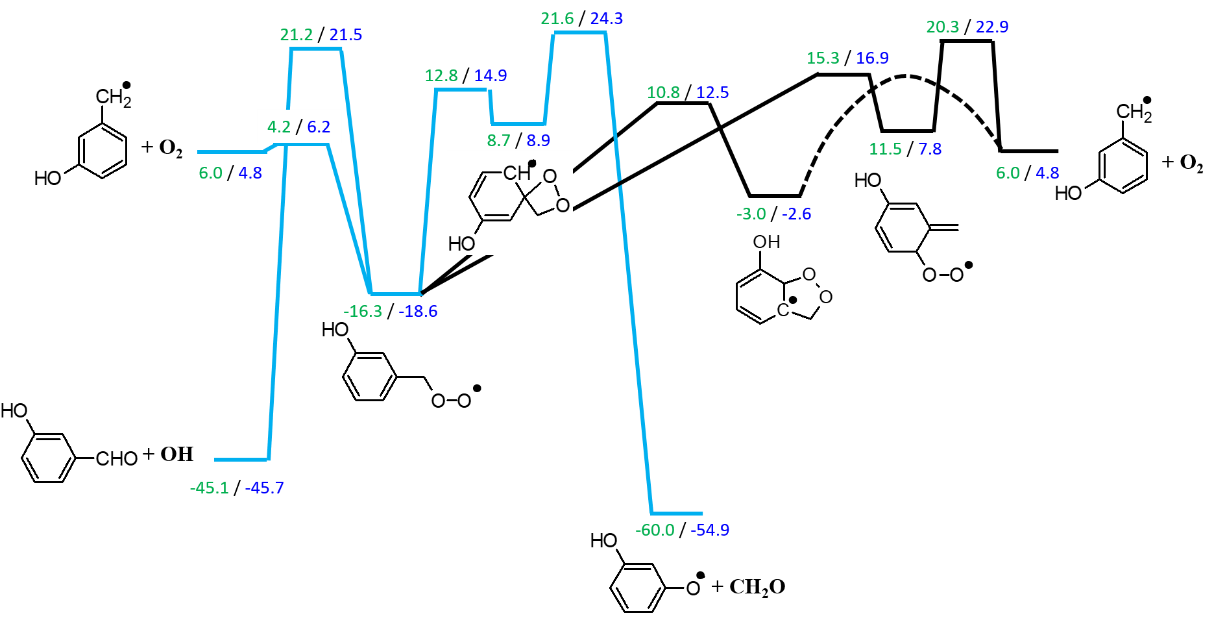 21.6 / 24.3
21.2 / 21.5
20.3 / 22.9
15.3 / 16.9
12.8 / 14.9
10.8 / 12.5
CH2•
HO
+ O2
4.2 / 6.2
6.0 / 4.8
8.7 / 8.9
CH•
O
O
HO
11.5 / 7.8
6.0 / 4.8
CH2•
HO
+ O2
-3.0 / -2.6
OH
O
O
C•
HO
O-O•
-16.3 / -18.6
HO
O-O•
HO
CHO + OH
-45.1 / -45.7
-60.0 / -54.9
HO
O• + CH2O